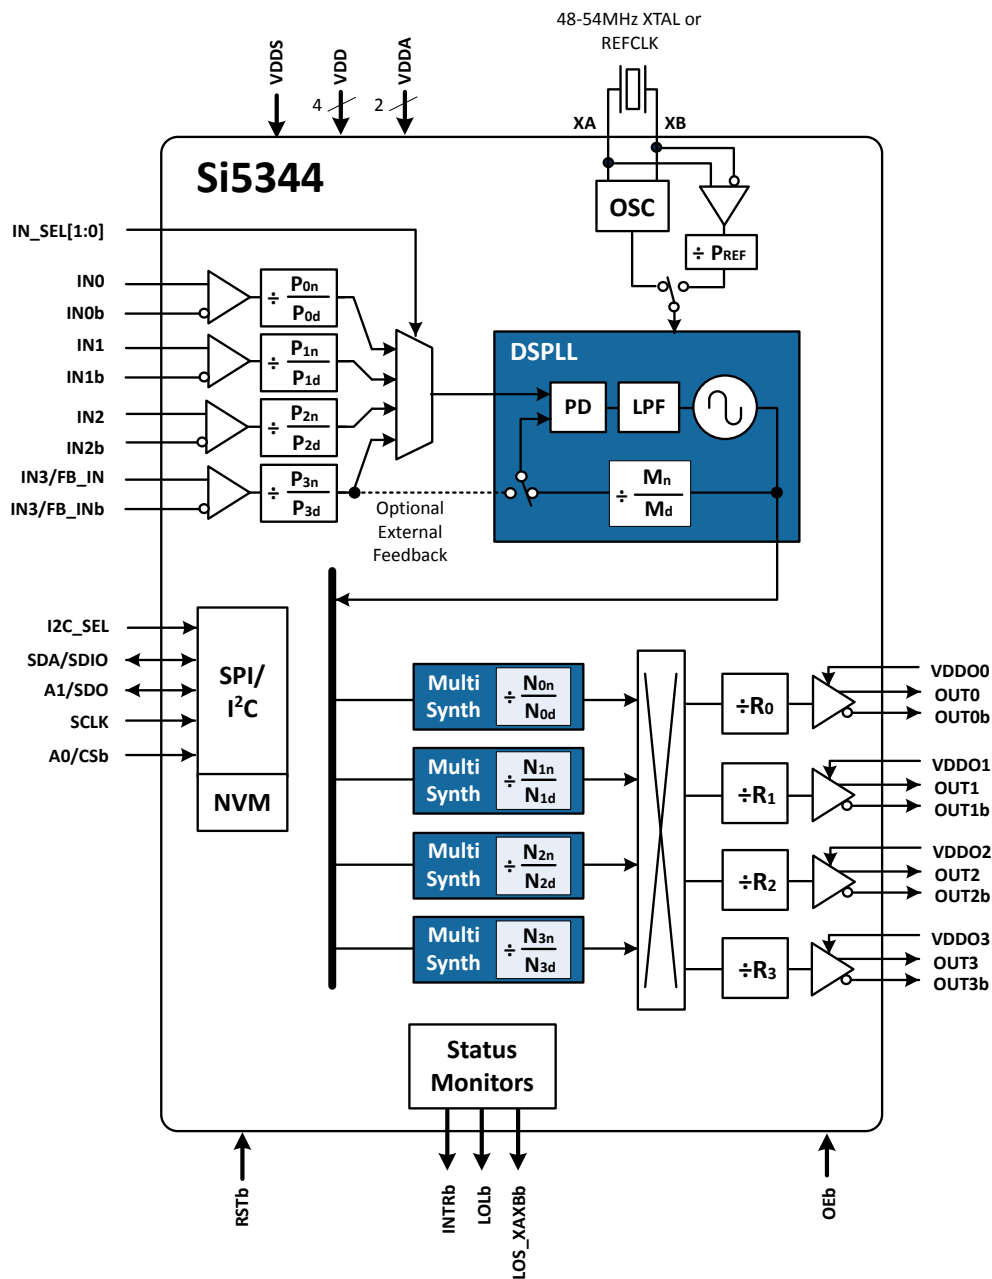 48-54MHz XTAL or
REFCLK
VDDS
VDD
VDDA
4
2
XA
XB
Si5344
OSC
÷ PREF
IN_SEL[1:0]
IN0
IN0b
÷ P0n
P0d
IN1
IN1b
÷ P1n
P1d
IN2
IN2b
÷ P2n
P2d
IN3/FB_IN
IN3/FB_INb
÷ P3n
P3d
Optional
External
Feedback
DSPLL
PD
LPF
÷ Mn
Md
I2C_SEL
SDA/SDIO
A1/SDO
SCLK
A0/CSb
SPI/
I²C
NVM
Multi
Synth
÷ N0n
N0d
Multi
Synth
÷ N1n
N1d
Multi
Synth
÷ N2n
N2d
Multi
Synth
÷ N3n
N3d
÷R0
÷R1
÷R2
÷R3
VDDO0
OUT0
OUT0b
VDDO1
OUT1
OUT1b
VDDO2
OUT2
OUT2b
VDDO3
OUT3
OUT3b
Status
Monitors
RSTb
INTRb
LOLb
LOS_XAXBb
OEb